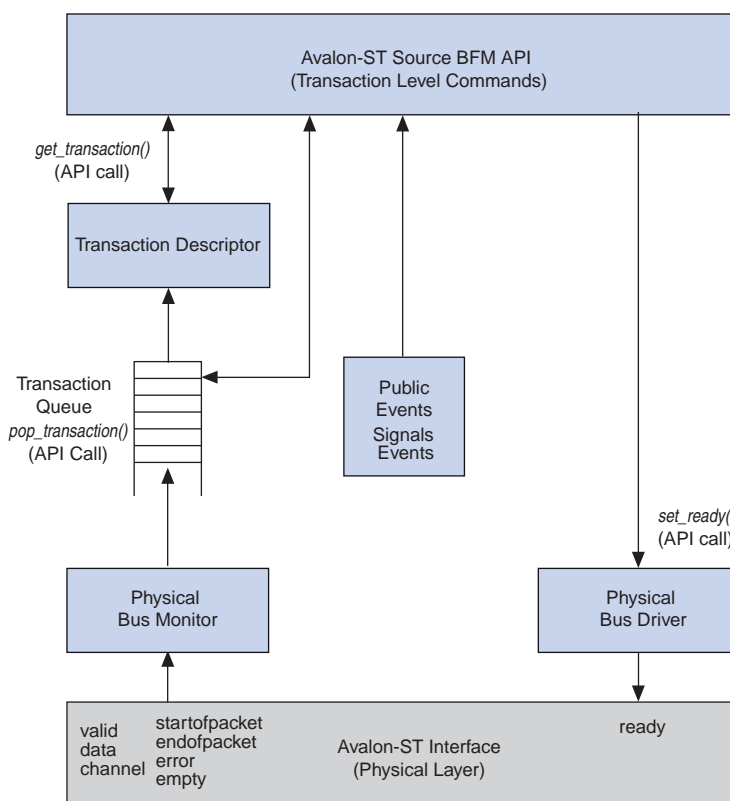 Avalon-ST Source BFM API
(Transaction Level Commands)
get_transaction()
(API call)
Transaction Descriptor
Transaction
Queue
pop_transaction()
(API Call)
Public
Events
Signals
Events
set_ready(
(API call)
Physical
Bus Monitor
Physical
Bus Driver
valid
data
channel
startofpacket
endofpacket
error
empty
Avalon-ST Interface
(Physical Layer)
ready